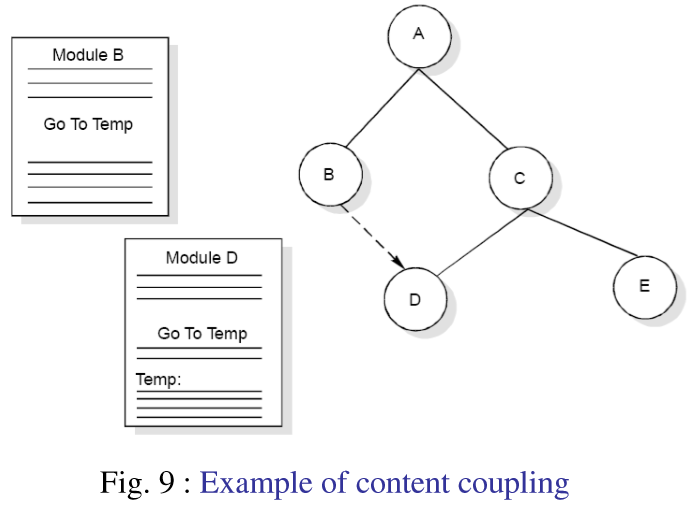 Module B
Go To Temp
Module D
Go To Temp
Temp:
A
B
C
D
E
Fig. 9 : Example of content coupling